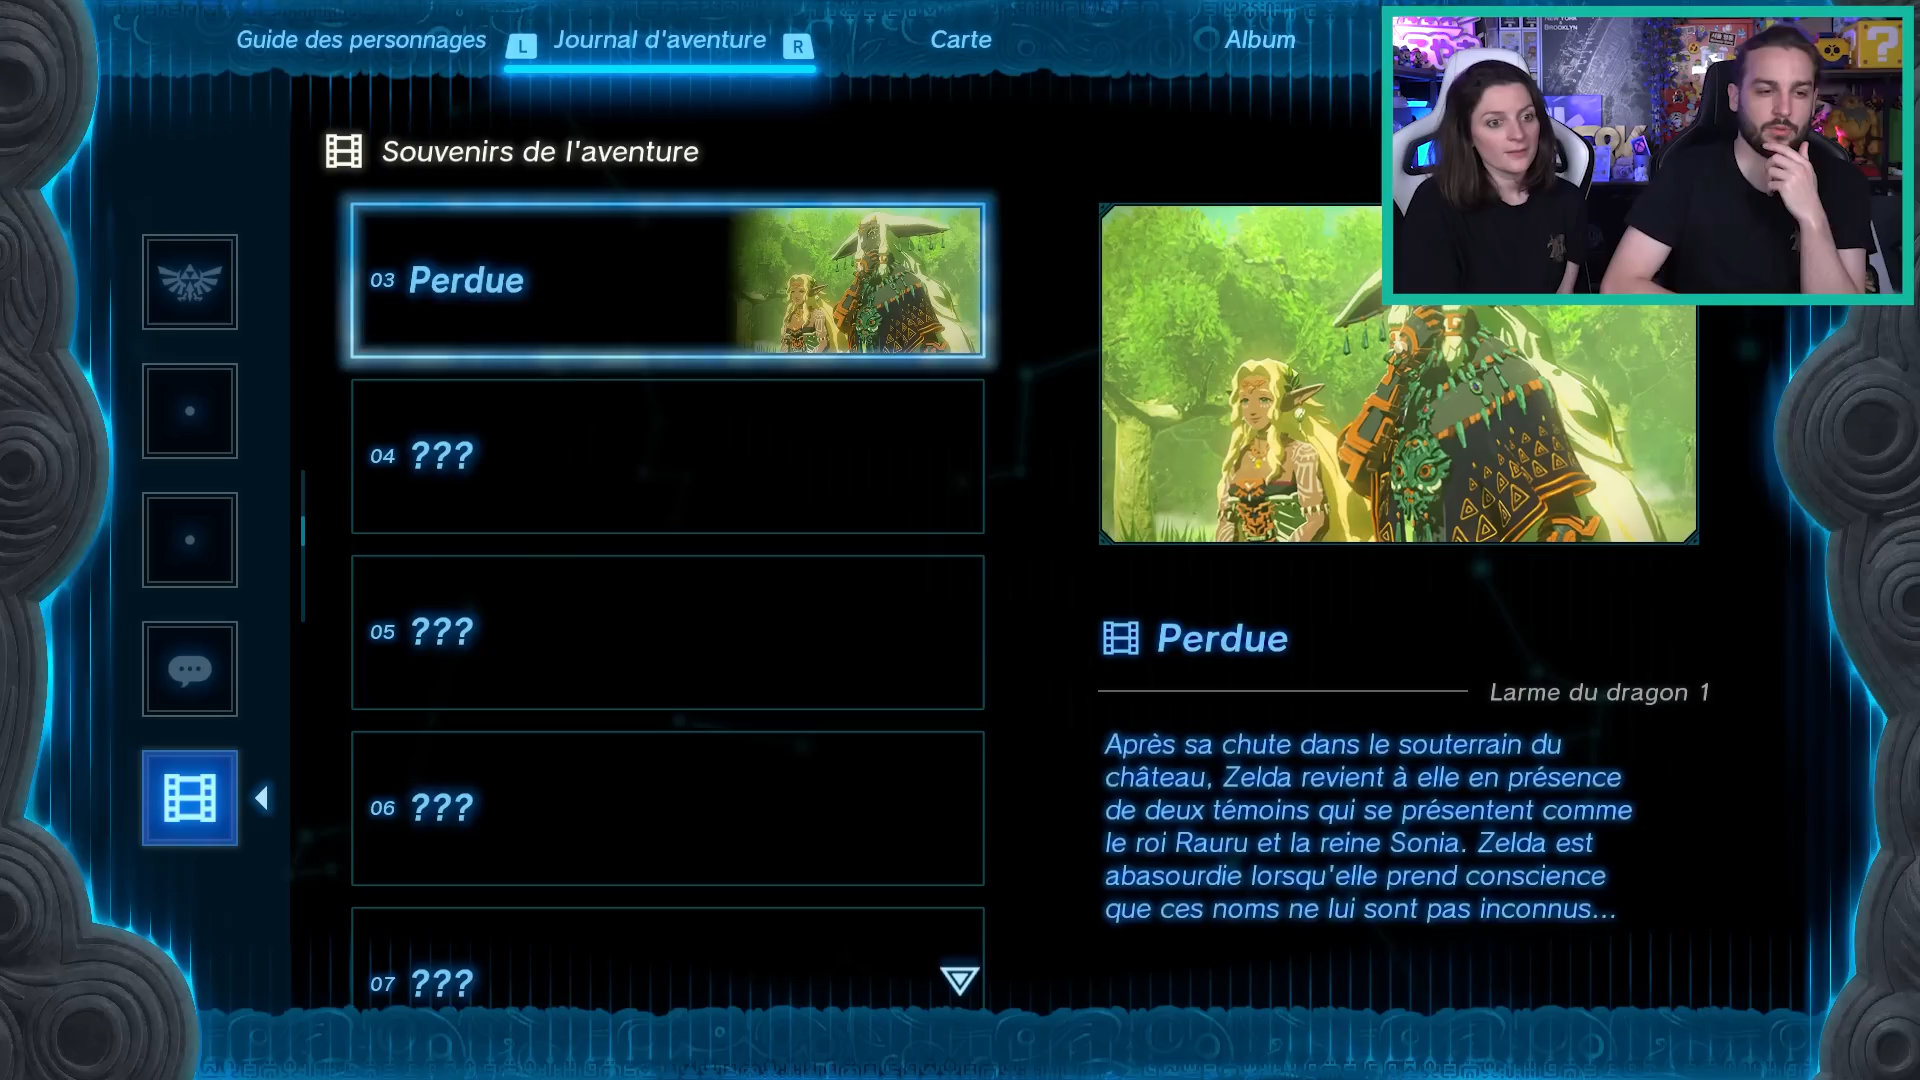 Guide des personnages
L
Journal d'aventure
R
Carte
Album
NEW YORK
BROOKLYN
Souvenirs de l'aventure
03 Perdue
04 ???
05 ???
06 ???
07 ???
Perdue
Larme du dragon 1
Après sa chute dans le souterrain du
château, Zelda revient à elle en présence
de deux témoins qui se présentent comme
le roi Rauru et la reine Sonia. Zelda est
abasourdie lorsqu'elle prend conscience
que ces noms ne lui sont pas inconnus...